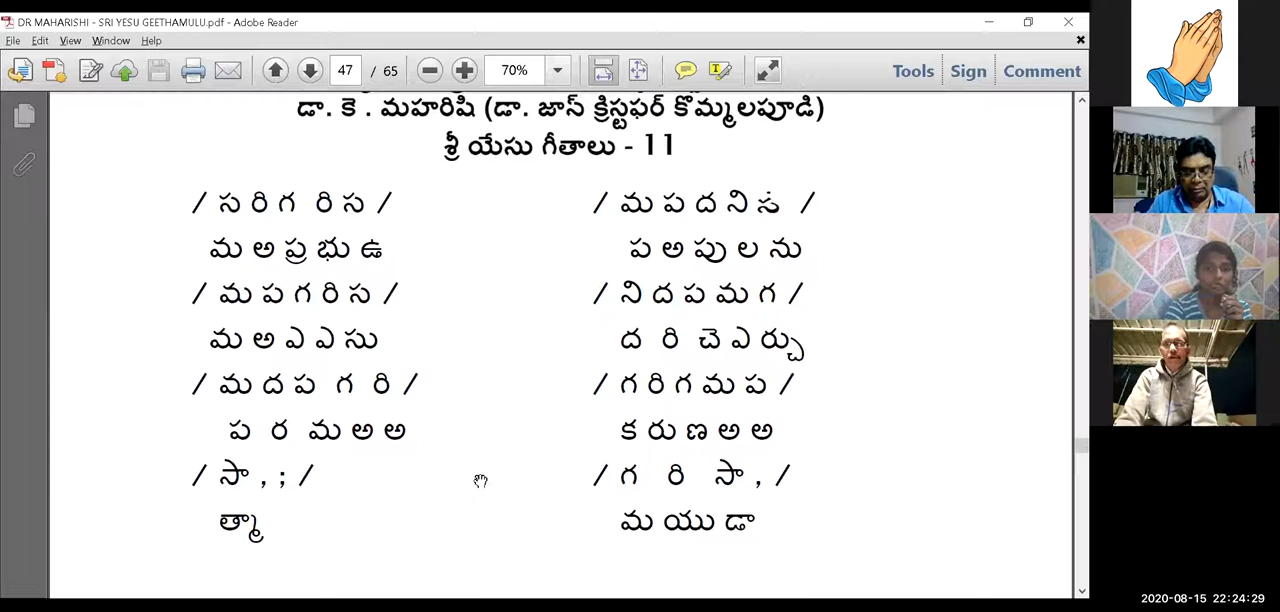 DR MAHARISHI - SRI YESU GEETHAMULU.pdf - Adobe Reader
File Edit View Window Help
47 / 65 70% Tools Sign Comment
డా. కె . మహరిషి (డా. జాస్ క్రిస్టఫర్ కొమ్మలపూడి)
శ్రీ యేసు గీతాలు - 11
/ స రి గ రి స / / మ ప ద ని స̇ /
మ అ ప్ర భు ఉ ప అ పు ల ను
/ మ ప గ రి స / / ని ద ప మ గ /
మ అ ఎ ఎ సు ద రి చె ఎ ర్చు
/ మ ద ప గ రి / / గ రి గ మ ప /
ప ర మ అ అ క రు ణ అ అ
/ సా , ; / / గ రి సా , /
త్మా మ యు డా
2020-08-15 22:24:29